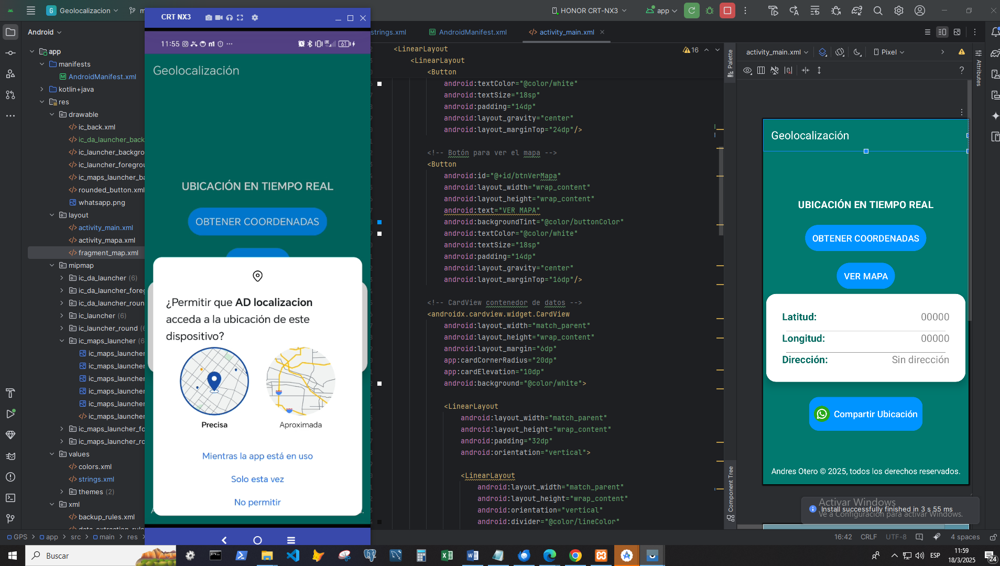 Geolocalizacion
CRT NX3
HONOR CRT-NX3
app
Android
strings.xml
AndroidManifest.xml
activity_main.xml
11:55
61
Geolocalización
UBICACIÓN EN TIEMPO REAL
OBTENER COORDENADAS
¿Permitir que AD localizacion
acceda a la ubicación de este
dispositivo?
Precisa
Aproximada
Mientras la app está en uso
Solo esta vez
No permitir
app
manifests
AndroidManifest.xml
kotlin+java
res
drawable
ic_back.xml
ic_da_launcher_back
ic_launcher_backgro
ic_launcher_foregrou
ic_maps_launcher_ba
rounded_button.xml
whatsapp.png
layout
activity_main.xml
activity_mapa.xml
fragment_map.xml
mipmap
ic_da_launcher (6)
ic_da_launcher_foreg
ic_da_launcher_roun
ic_launcher (6)
ic_launcher_round (6
ic_maps_launcher (6
ic_maps_launcher
ic_maps_launcher
ic_maps_launcher
ic_maps_launcher
ic_maps_launcher
ic_maps_launcher
ic_maps_launcher_fo
ic_maps_launcher_ro
values
colors.xml
strings.xml
themes (2)
xml
backup_rules.xml
<LinearLayout
<LinearLayout
<Button
android:textColor="@color/white"
android:textSize="18sp"
android:padding="14dp"
android:layout_gravity="center"
android:layout_marginTop="24dp"/>
<!-- Botón para ver el mapa -->
<Button
android:id="@+id/btnVerMapa"
android:layout_width="wrap_content"
android:layout_height="wrap_content"
android:text="VER MAPA"
android:backgroundTint="@color/buttonColor"
android:textColor="@color/white"
android:textSize="18sp"
android:padding="14dp"
android:layout_gravity="center"
android:layout_marginTop="16dp"/>
<!-- CardView contenedor de datos -->
<androidx.cardview.widget.CardView
android:layout_width="match_parent"
android:layout_height="wrap_content"
android:layout_margin="6dp"
app:cardCornerRadius="20dp"
app:cardElevation="10dp"
android:background="@color/white">
<LinearLayout
android:layout_width="match_parent"
android:layout_height="wrap_content"
android:padding="32dp"
android:orientation="vertical">
<LinearLayout
android:layout_width="match_parent"
android:layout_height="wrap_content"
android:orientation="vertical"
android:divider="@color/lineColor"
16
Palette
Component Tree
Attributes
activity_main.xml
Pixel
Geolocalización
UBICACIÓN EN TIEMPO REAL
OBTENER COORDENADAS
VER MAPA
Latitud: 00000
Longitud: 00000
Dirección: Sin dirección
Compartir Ubicación
Andres Otero © 2025, todos los derechos reservados.
Activar Windows
Install successfully finished in 3 s 55 ms
Ve a Configuración para activar Windows.
GPS > app > src > main > res >
16:42 CRLF UTF-8 4 spaces
Buscar
ESP
11:59
18/3/2025
24